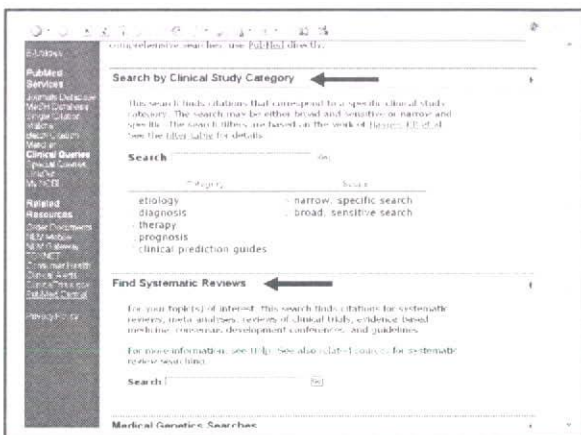 E-Utilities
PubMed
Services
Journals Database
MeSH Database
Single Citation
Matcher
Batch Citation
Matcher
Clinical Queries
Special Queries
LinkOut
My NCBI
Related
Resources
Order Documents
NLM Mobile
NLM Gateway
TOXNET
Consumer Health
Clinical Alerts
ClinicalTrials.gov
PubMed Central
Privacy Policy
comprehensive searches, use PubMed directly.
Search by Clinical Study Category
This search finds citations that correspond to a specific clinical study
category. The search may be either broad and sensitive or narrow and
specific. The search filters are based on the work of Haynes RB et al.
See the filter table for details.
Search Go
Category Scope
etiology
diagnosis
therapy
prognosis
clinical prediction guides
narrow, specific search
broad, sensitive search
Find Systematic Reviews
For your topic(s) of interest, this search finds citations for systematic
reviews, meta-analyses, reviews of clinical trials, evidence-based
medicine, consensus development conferences, and guidelines.
For more information, see Help. See also related sources for systematic
review searching.
Search Go
Medical Genetics Searches